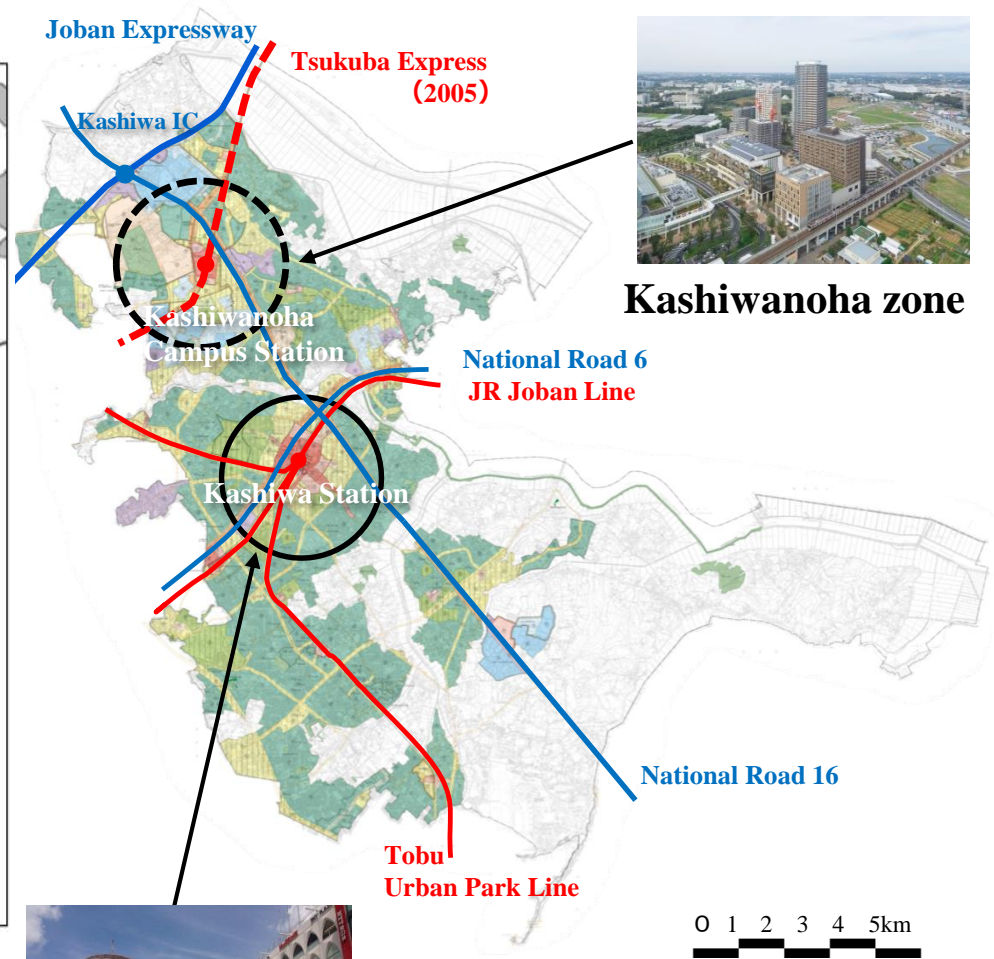 Joban Expressway
Tsukuba Express
（2005）
Kashiwa IC
Kashiwanoha zone
Kashiwanoha
Campus Station
National Road 6
JR Joban Line
Kashiwa Station
National Road 16
Tobu
Urban Park Line
0 1 2 3 4 5km